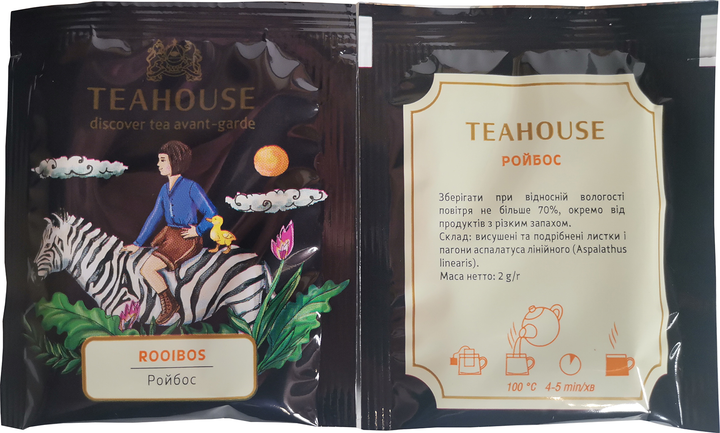 TEAHOUSE
discover tea avant-garde
ROOIBOS
Ройбос
TEAHOUSE
РОЙБОС
Зберігати при відносній вологості
повітря не більше 70%, окремо від
продуктів з різким запахом.
Склад: висушені та подрібнені листки і
пагони аспалатуса лінійного (Aspalathus
linearis).
Маса нетто: 2 g/г
100 °C 4-5 min/хв